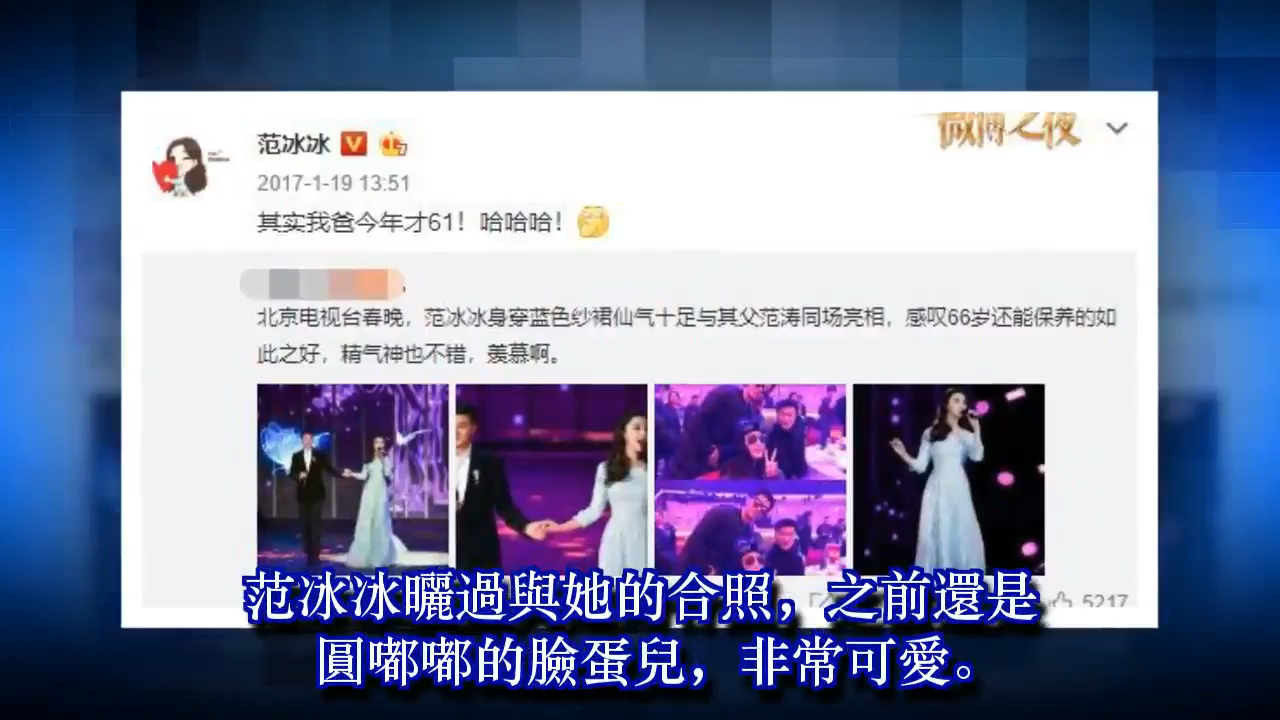 微博之夜
范冰冰
2017-1-19 13:51
其实我爸今年才61！哈哈哈！
北京电视台春晚，范冰冰身穿蓝色纱裙仙气十足与其父范涛同场亮相，感叹66岁还能保养的如
此之好，精气神也不错，羡慕啊。
5217
范冰冰曬過與她的合照，之前還是
圓嘟嘟的臉蛋兒，非常可愛。